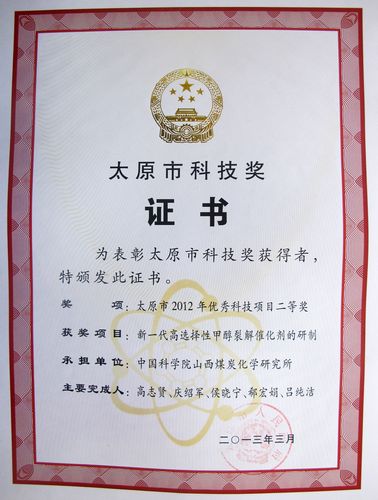 太原市科技奖
证书
为表彰太原市科技奖获得者，
特颁发此证书。
奖 项：太原市2012年优秀科技项目二等奖
获奖项目：新一代高选择性甲醇裂解催化剂的研制
承担单位：中国科学院山西煤炭化学研究所
主要完成人：高志贤、庆绍军、侯晓宁、郗宏娟、吕纯洁
二〇一三年三月